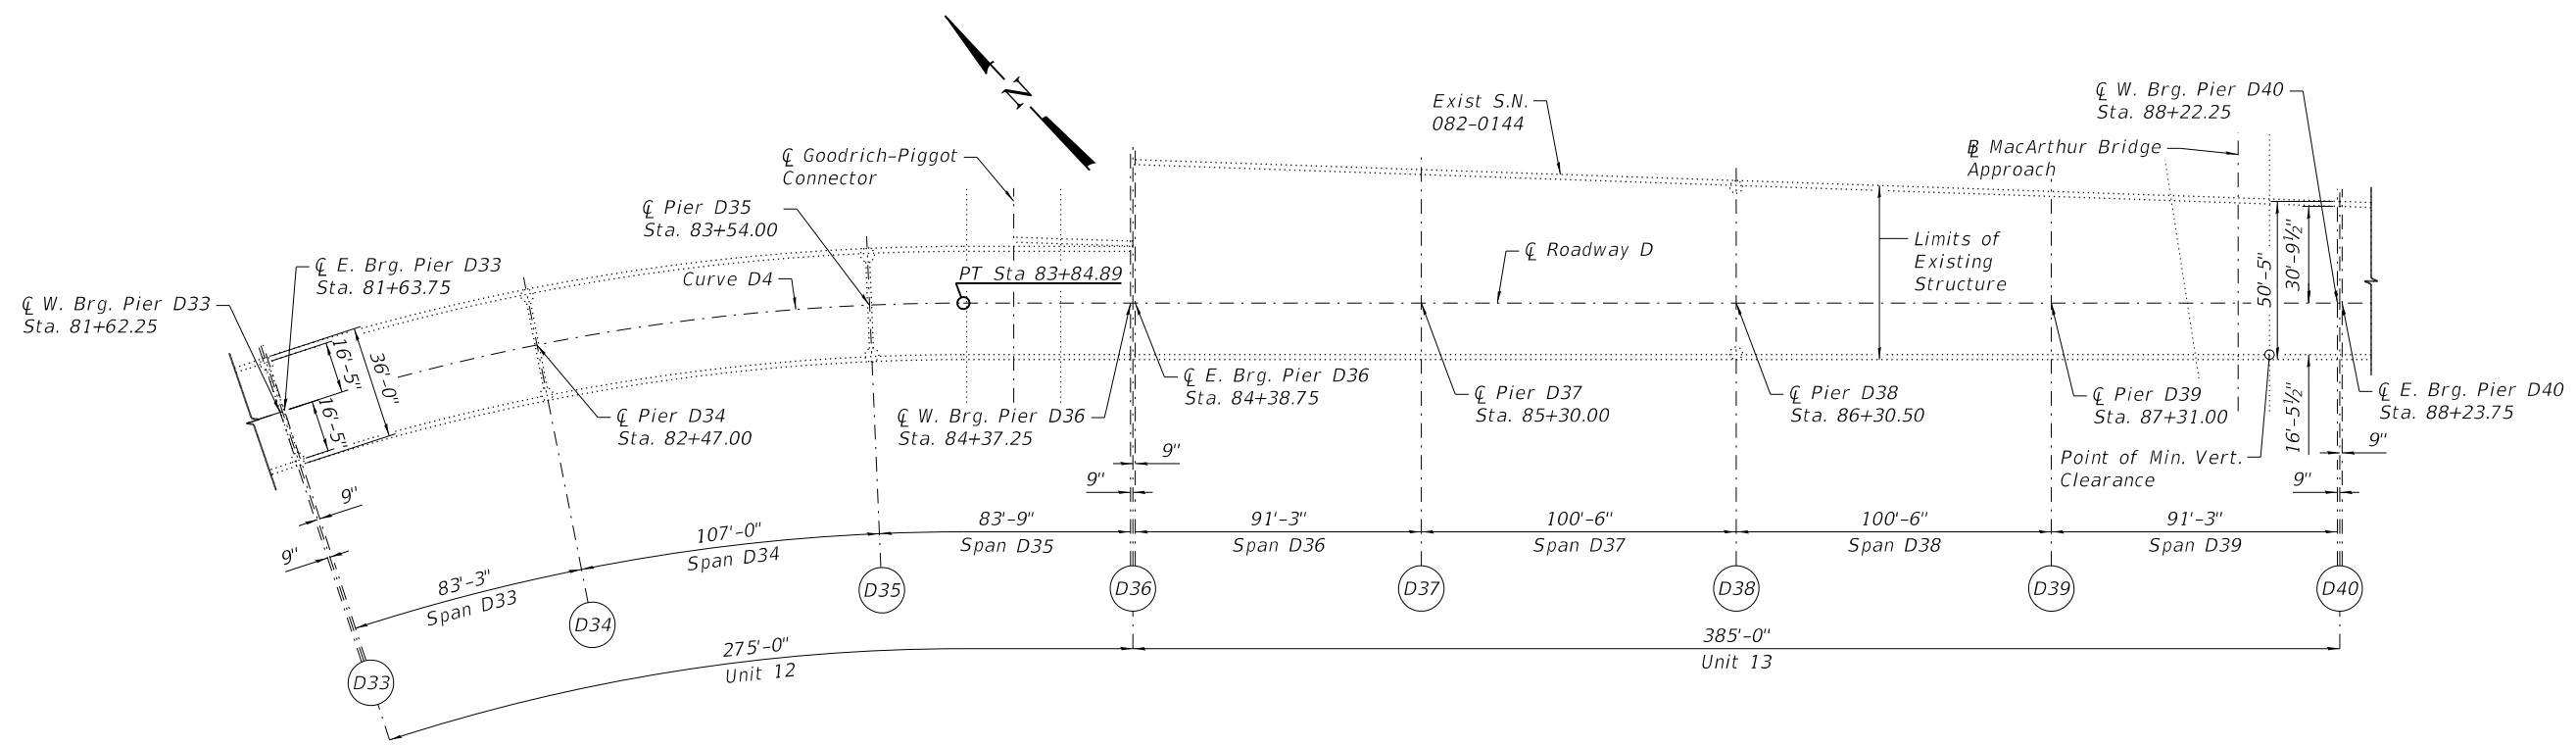 N
Exist S.N.
082-0144
℄ W. Brg. Pier D40
Sta. 88+22.25
℄ Goodrich-Piggot
Connector
BL MacArthur Bridge
Approach
℄ Pier D35
Sta. 83+54.00
℄ E. Brg. Pier D33
Sta. 81+63.75
℄ W. Brg. Pier D33
Sta. 81+62.25
Curve D4
PT Sta 83+84.89
℄ Roadway D
Limits of
Existing
Structure
50'-5"
30'-9½"
16'-5"
36'-0"
16'-5"
℄ Pier D34
Sta. 82+47.00
℄ W. Brg. Pier D36
Sta. 84+37.25
℄ E. Brg. Pier D36
Sta. 84+38.75
℄ Pier D37
Sta. 85+30.00
℄ Pier D38
Sta. 86+30.50
℄ Pier D39
Sta. 87+31.00
16'-5½"
℄ E. Brg. Pier D40
Sta. 88+23.75
Point of Min. Vert.
Clearance
9"
9"
9"
9"
9"
9"
83'-3"
Span D33
107'-0"
Span D34
83'-9"
Span D35
91'-3"
Span D36
100'-6"
Span D37
100'-6"
Span D38
91'-3"
Span D39
D33
D34
D35
D36
D37
D38
D39
D40
275'-0"
Unit 12
385'-0"
Unit 13